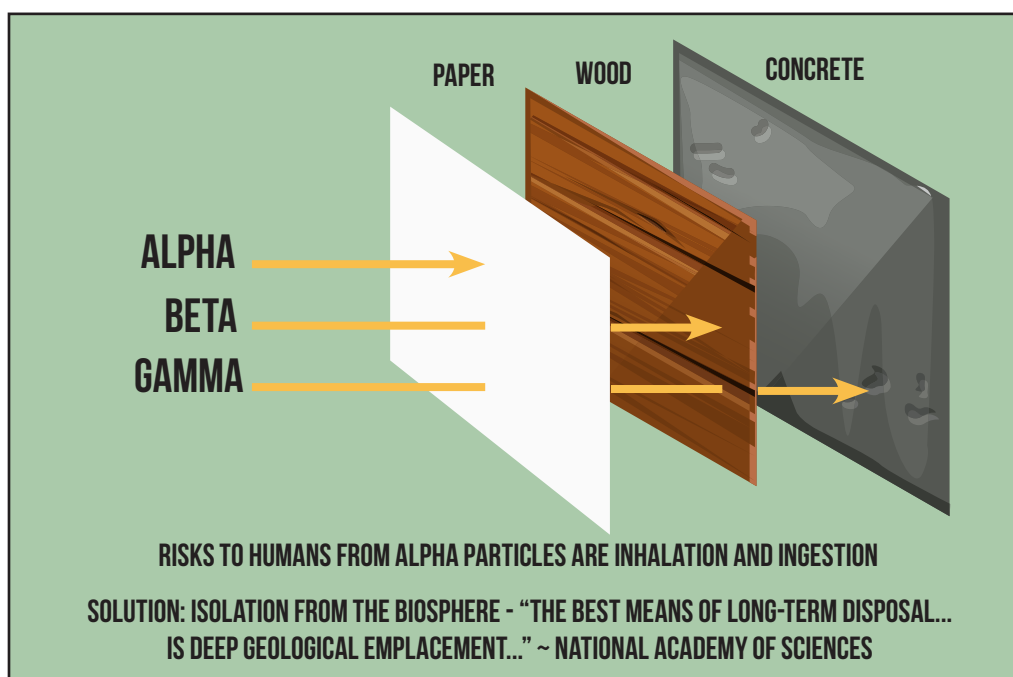 PAPER
WOOD
CONCRETE
ALPHA
BETA
GAMMA
RISKS TO HUMANS FROM ALPHA PARTICLES ARE INHALATION AND INGESTION
SOLUTION: ISOLATION FROM THE BIOSPHERE - “THE BEST MEANS OF LONG-TERM DISPOSAL...
IS DEEP GEOLOGICAL EMPLACEMENT...” ~ NATIONAL ACADEMY OF SCIENCES